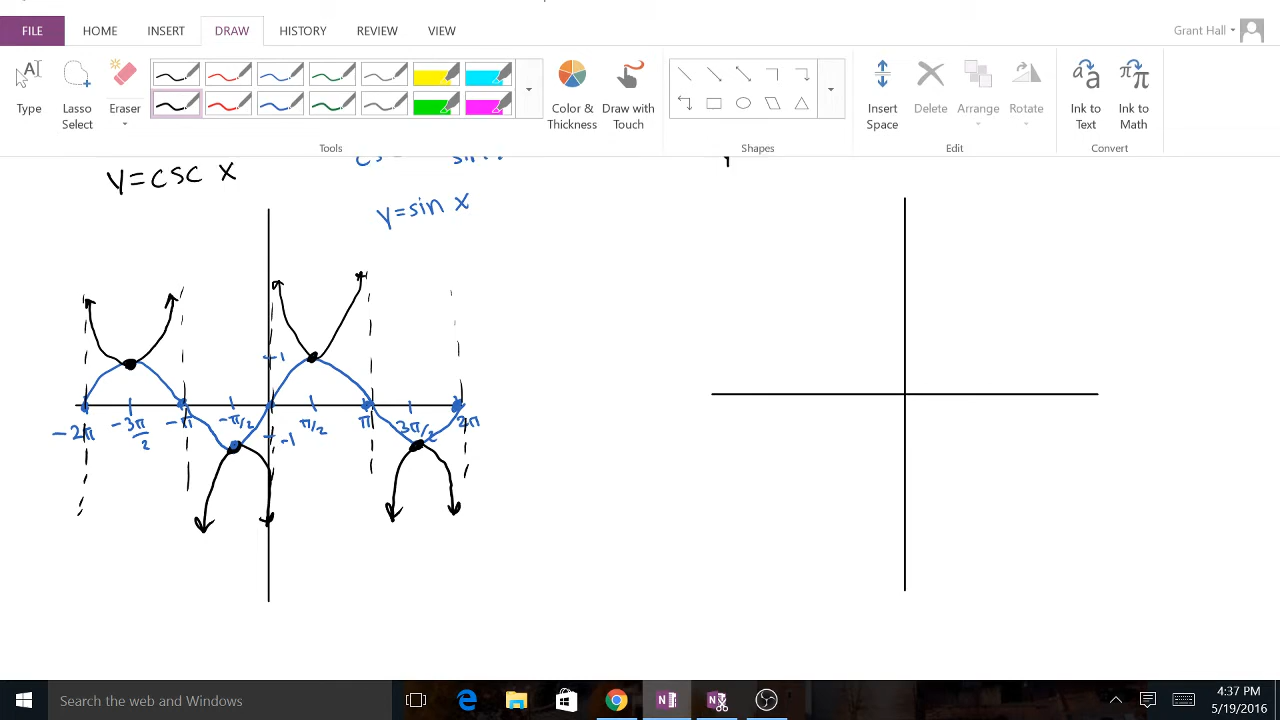 FILE HOME INSERT DRAW HISTORY REVIEW VIEW Grant Hall
Type Lasso Select Eraser Color & Thickness Draw with Touch Insert Space Delete Arrange Rotate Ink to Text Ink to Math
Tools Shapes Edit Convert
y=csc x
y=sin x
1
-2π -3π/2 -π -π/2 π/2 π 3π/2 2π
-1
Search the web and Windows
4:37 PM
5/19/2016